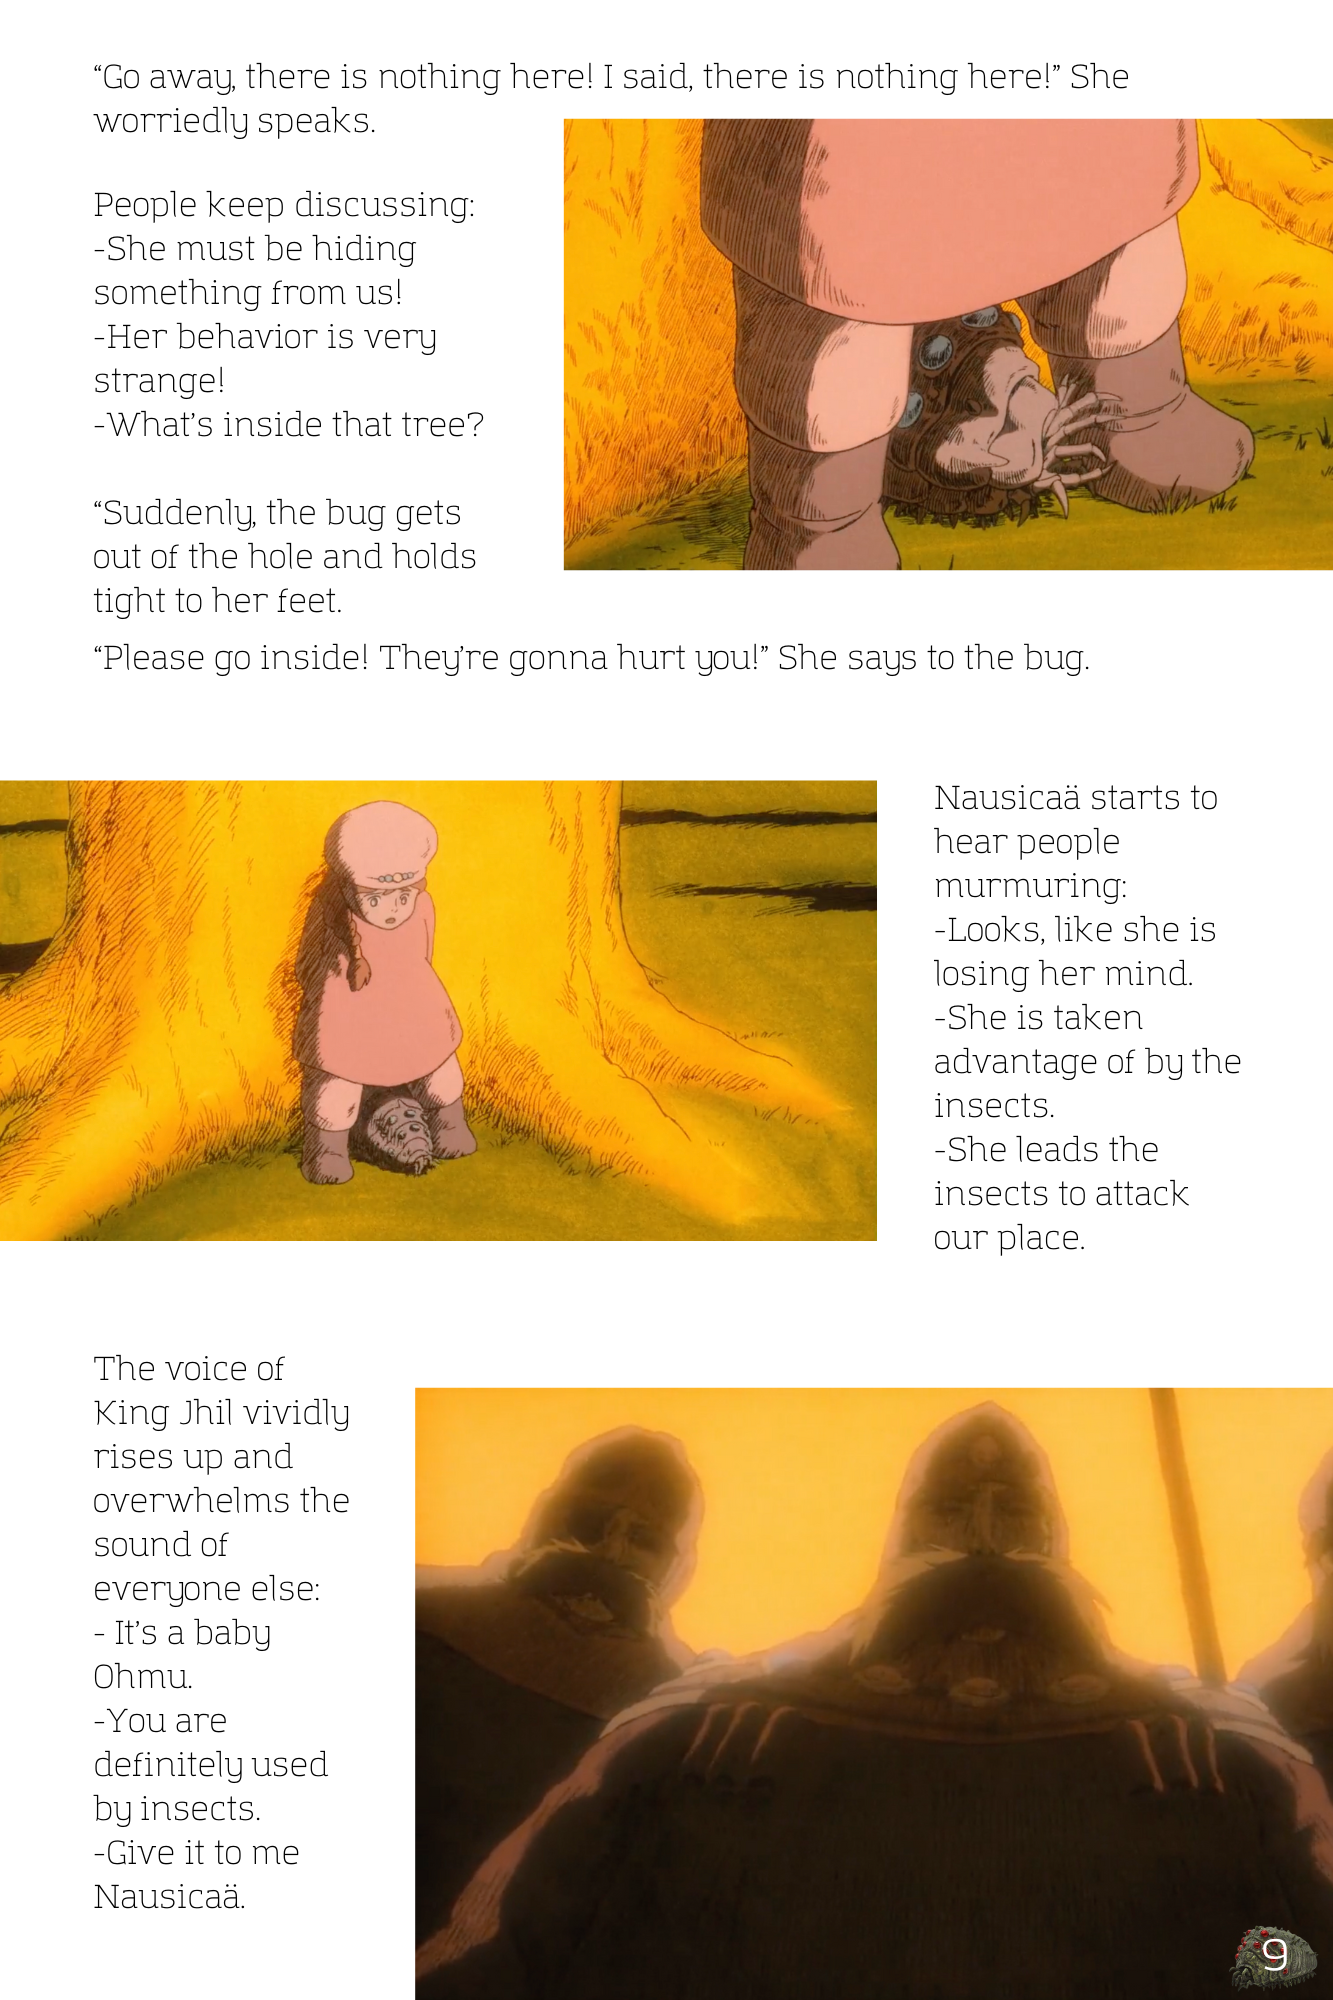 “Go away, there is nothing here! I said, there is nothing here!” She
worriedly speaks.
People keep discussing:
-She must be hiding
something from us!
-Her behavior is very
strange!
-What’s inside that tree?
“Suddenly, the bug gets
out of the hole and holds
tight to her feet.
“Please go inside! They’re gonna hurt you!” She says to the bug.
Nausicaä starts to
hear people
murmuring:
-Looks, like she is
losing her mind.
-She is taken
advantage of by the
insects.
-She leads the
insects to attack
our place.
The voice of
King Jhil vividly
rises up and
overwhelms the
sound of
everyone else:
- It’s a baby
Ohmu.
-You are
definitely used
by insects.
-Give it to me
Nausicaä.
9